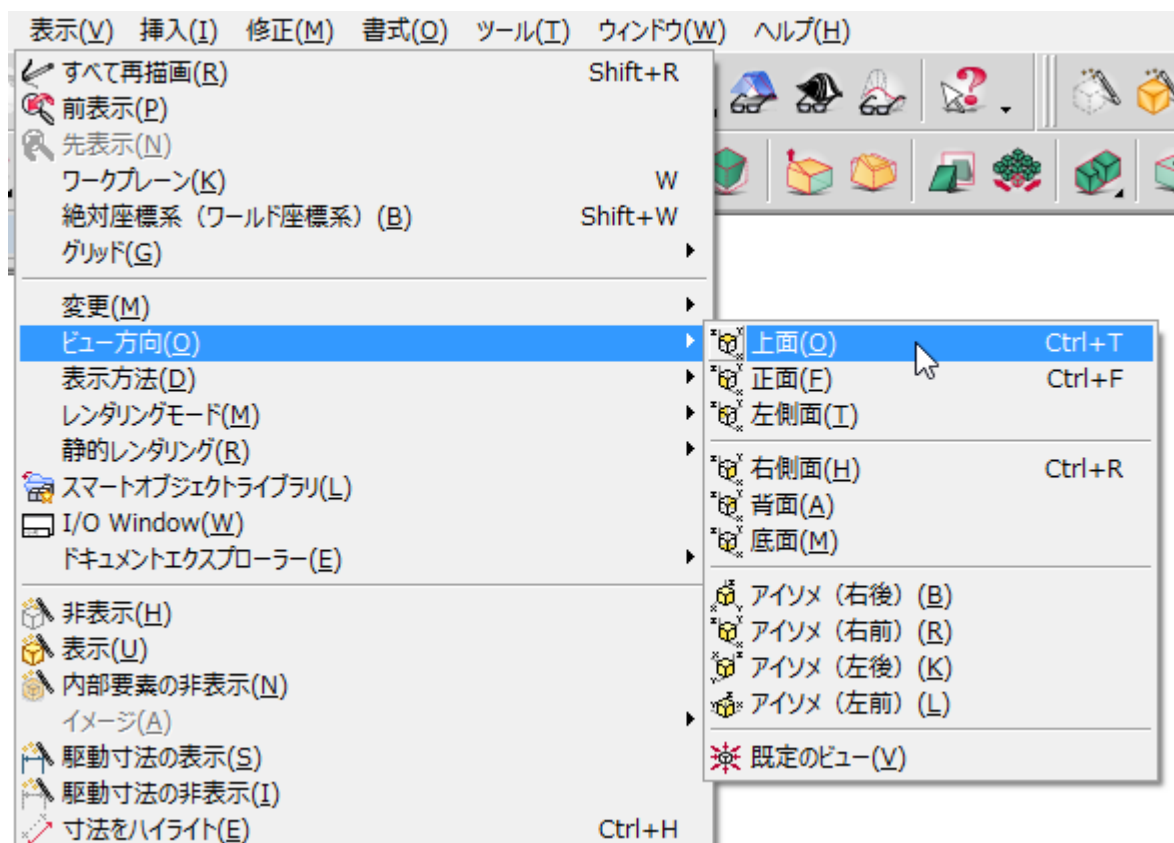 表示(V) 挿入(I) 修正(M) 書式(O) ツール(T) ウィンドウ(W) ヘルプ(H)
すべて再描画(R) Shift+R
前表示(P)
先表示(N)
ワークプレーン(K) W
絶対座標系（ワールド座標系）(B) Shift+W
グリッド(G)
変更(M)
ビュー方向(O)
表示方法(D)
レンダリングモード(M)
静的レンダリング(R)
スマートオブジェクトライブラリ(L)
I/O Window(W)
ドキュメントエクスプローラー(E)
非表示(H)
表示(U)
内部要素の非表示(N)
イメージ(A)
駆動寸法の表示(S)
駆動寸法の非表示(I)
寸法をハイライト(E) Ctrl+H
上面(O) Ctrl+T
正面(F) Ctrl+F
左側面(T)
右側面(H) Ctrl+R
背面(A)
底面(M)
アイソメ（右後）(B)
アイソメ（右前）(R)
アイソメ（左後）(K)
アイソメ（左前）(L)
既定のビュー(V)